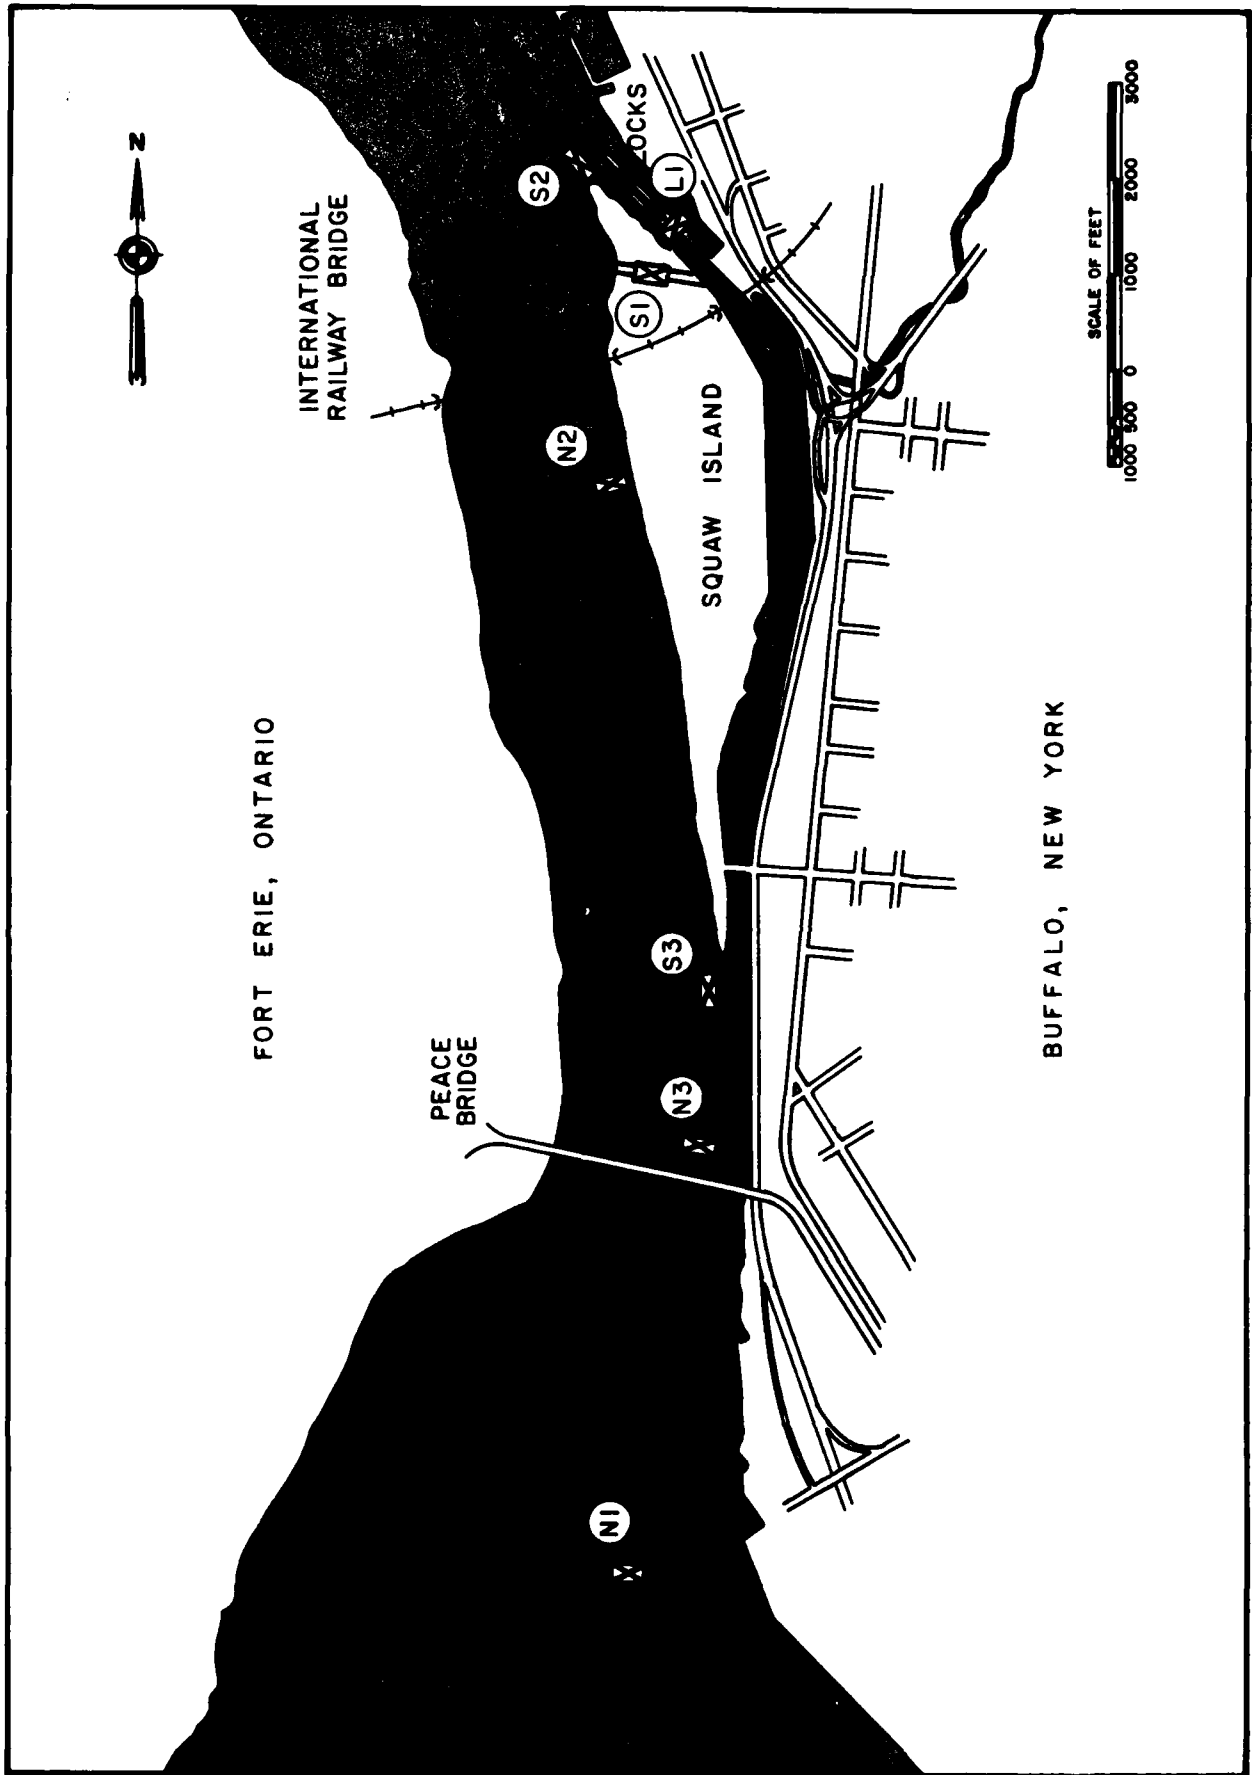 N
FORT ERIE, ONTARIO
INTERNATIONAL
RAILWAY BRIDGE
PEACE
BRIDGE
S2
N2
N1
S1
LOCKS
L1
S3
N3
SQUAW ISLAND
BUFFALO, NEW YORK
SCALE OF FEET
1000 500 0 1000 2000 3000